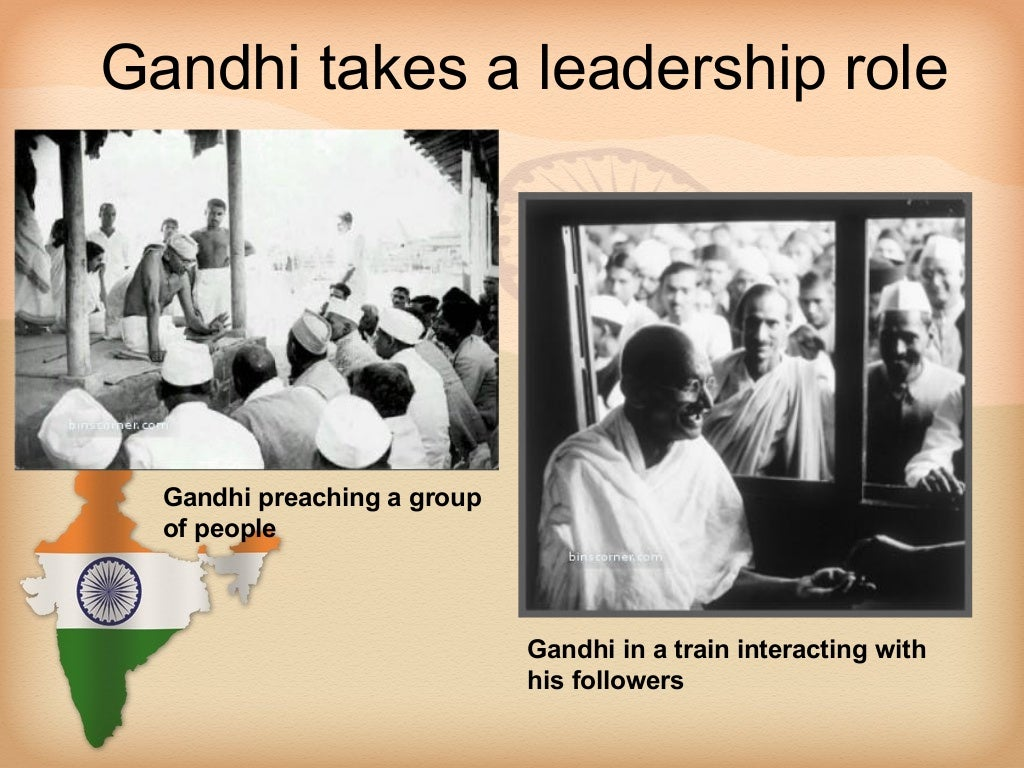 Gandhi takes a leadership role
binscorner.com
Gandhi preaching a group
of people
binscorner.com
Gandhi in a train interacting with
his followers